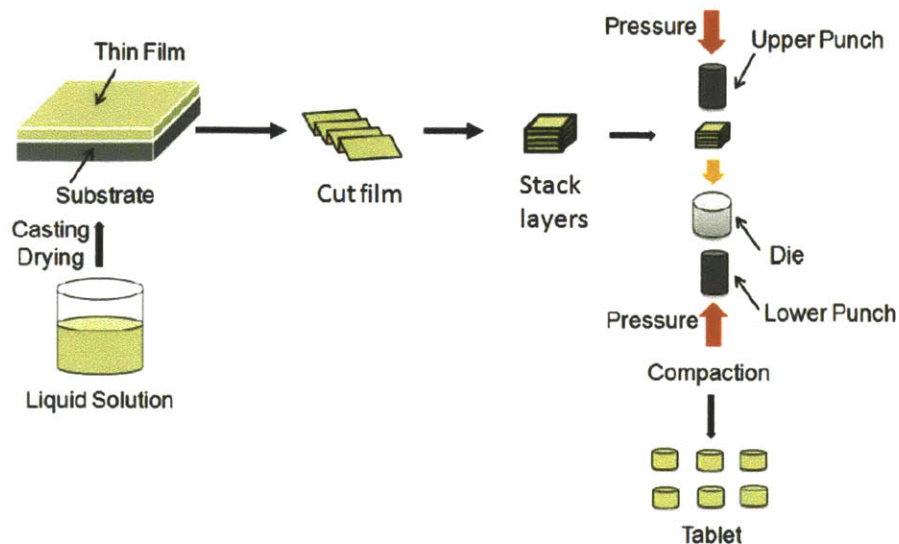 Thin Film
Substrate
Casting
Drying
Liquid Solution
Cut film
Stack
layers
Pressure
Upper Punch
Die
Lower Punch
Pressure
Compaction
Tablet